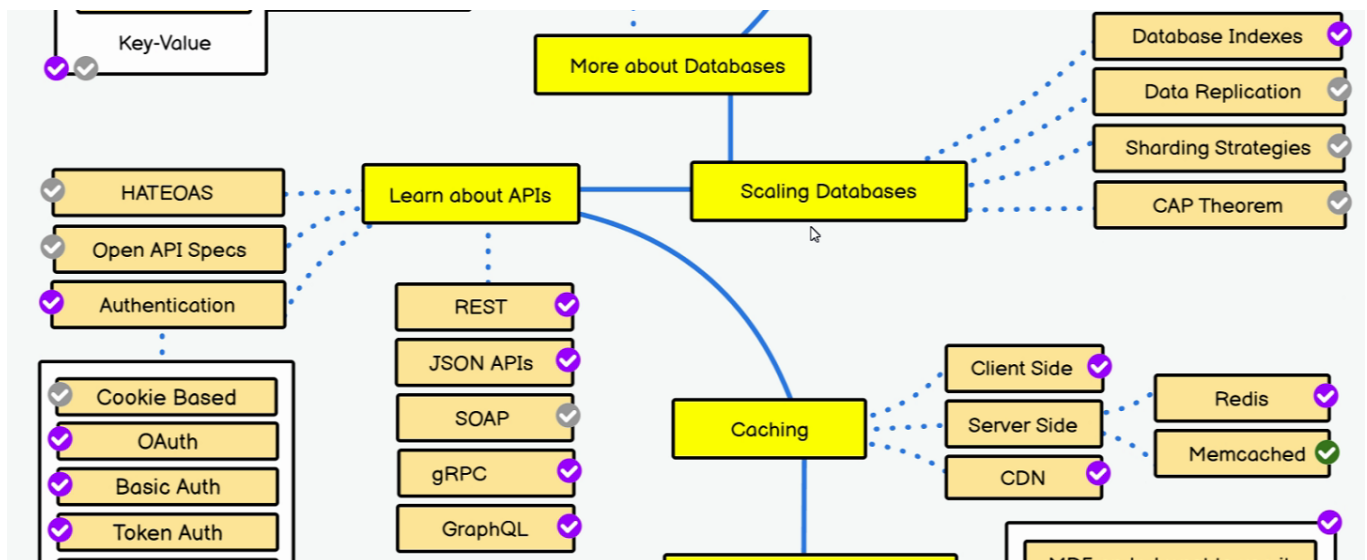 Key-Value
More about Databases
Database Indexes
Data Replication
Sharding Strategies
CAP Theorem
Scaling Databases
Learn about APIs
HATEOAS
Open API Specs
Authentication
Cookie Based
OAuth
Basic Auth
Token Auth
REST
JSON APIs
SOAP
gRPC
GraphQL
Caching
Client Side
Server Side
CDN
Redis
Memcached